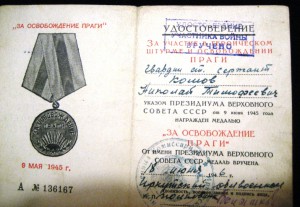 "ЗА ОСВОБОЖДЕНИЕ ПРАГИ"
9 МАЯ 1945 г.
А № 136167
УДОСТОВЕРЕНИЕ
УЧАСТНИКА ВОЙНЫ
ВРУЧЕНО
ЗА УЧАСТИЕ В ГЕРОИЧЕСКОМ
ШТУРМЕ И ОСВОБОЖДЕНИИ
ПРАГИ
Гвардии ст. сержант
Николай Тимофеевич
УКАЗОМ ПРЕЗИДИУМА ВЕРХОВНОГО
СОВЕТА СССР от 9 июня 1945 года
НАГРАЖДЕН МЕДАЛЬЮ
"ЗА ОСВОБОЖДЕНИЕ
ПРАГИ"
ОТ ИМЕНИ ПРЕЗИДИУМА ВЕРХОВНОГО
СОВЕТА СССР МЕДАЛЬ ВРУЧЕНА